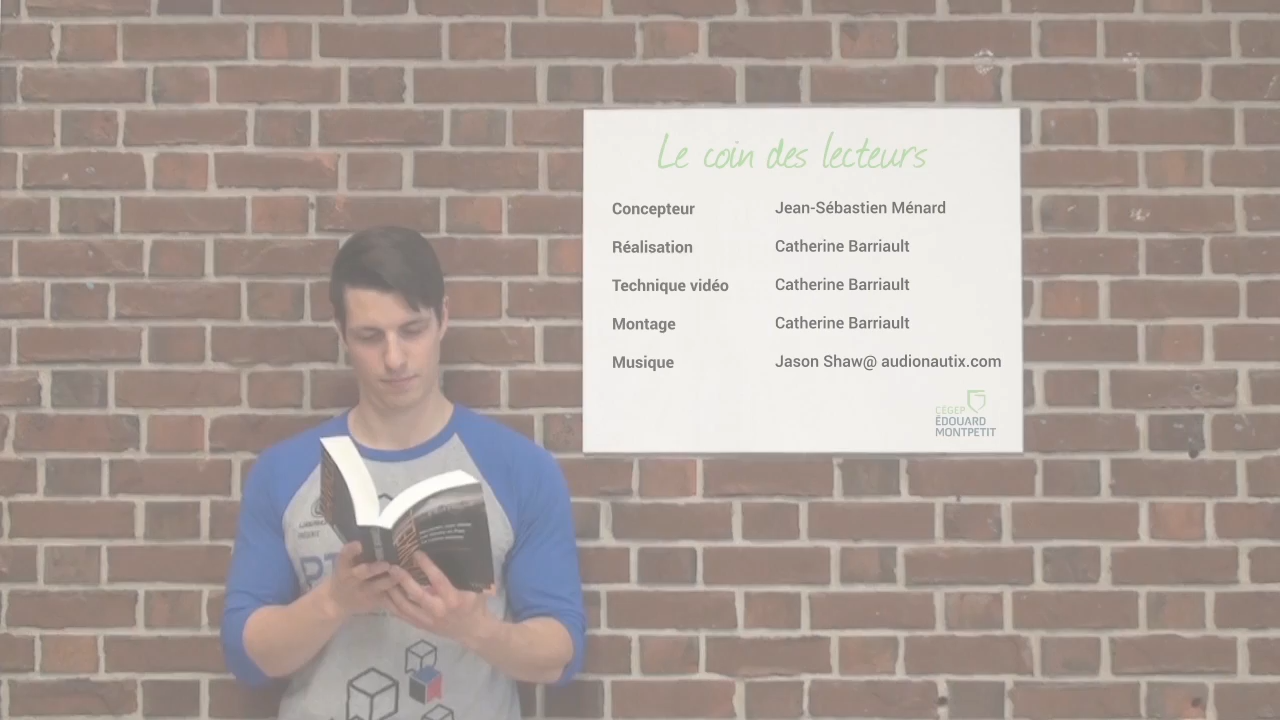 Le coin des lecteurs
Concepteur Jean-Sébastien Ménard
Réalisation Catherine Barriault
Technique vidéo Catherine Barriault
Montage Catherine Barriault
Musique Jason Shaw@ audionautix.com
CÉGEP
ÉDOUARD
MONTPETIT